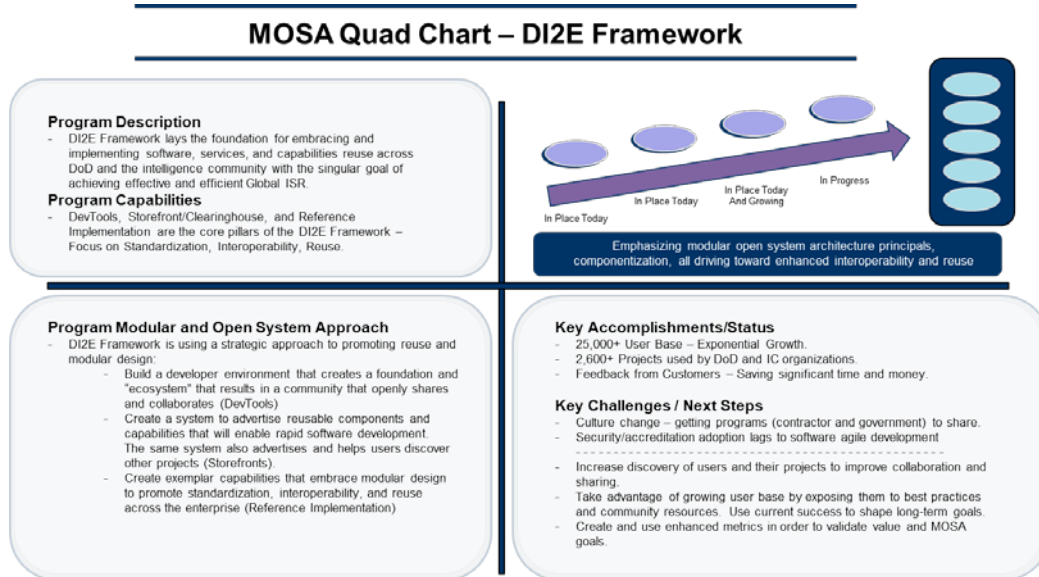 MOSA Quad Chart – DI2E Framework
Program Description
- DI2E Framework lays the foundation for embracing and
implementing software, services, and capabilities reuse across
DoD and the intelligence community with the singular goal of
achieving effective and efficient Global ISR.
Program Capabilities
- DevTools, Storefront/Clearinghouse, and Reference
Implementation are the core pillars of the DI2E Framework –
Focus on Standardization, Interoperability, Reuse.
In Place Today
In Place Today
In Place Today
And Growing
In Progress
Emphasizing modular open system architecture principals,
componentization, all driving toward enhanced interoperability and reuse
Program Modular and Open System Approach
- DI2E Framework is using a strategic approach to promoting reuse and
modular design:
- Build a developer environment that creates a foundation and
"ecosystem" that results in a community that openly shares
and collaborates (DevTools)
- Create a system to advertise reusable components and
capabilities that will enable rapid software development.
The same system also advertises and helps users discover
other projects (Storefronts).
- Create exemplar capabilities that embrace modular design
to promote standardization, interoperability, and reuse
across the enterprise (Reference Implementation)
Key Accomplishments/Status
- 25,000+ User Base – Exponential Growth.
- 2,600+ Projects used by DoD and IC organizations.
- Feedback from Customers – Saving significant time and money.
Key Challenges / Next Steps
- Culture change – getting programs (contractor and government) to share.
- Security/accreditation adoption lags to software agile development
- Increase discovery of users and their projects to improve collaboration and
sharing.
- Take advantage of growing user base by exposing them to best practices
and community resources. Use current success to shape long-term goals.
- Create and use enhanced metrics in order to validate value and MOSA
goals.